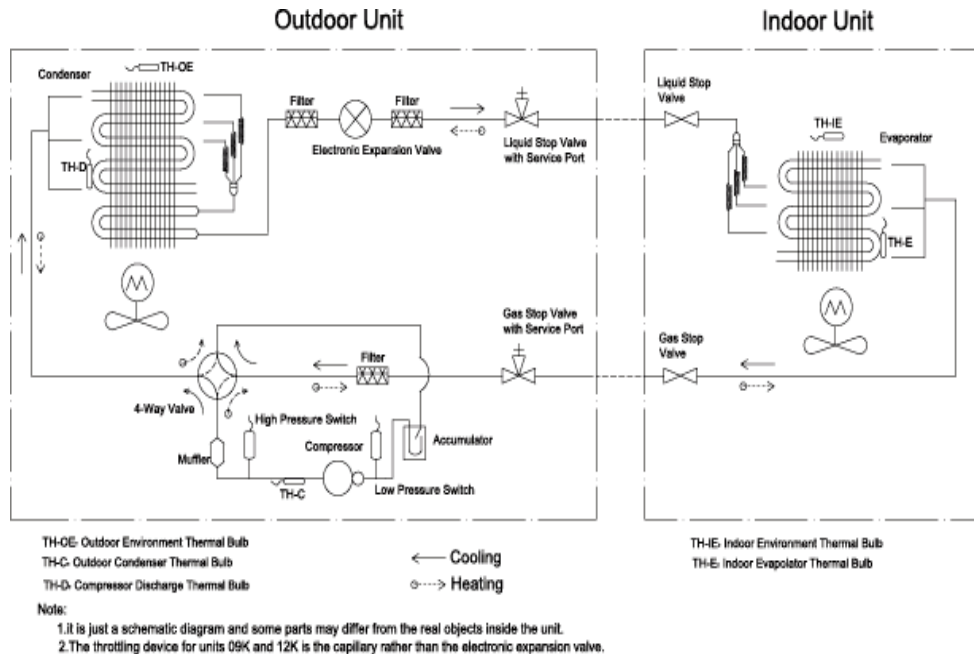 Outdoor Unit
Indoor Unit
TH-OE
Condenser
TH-D
Filter
Filter
Electronic Expansion Valve
Liquid Stop Valve
with Service Port
Liquid Stop
Valve
TH-IE
Evaporator
TH-E
Gas Stop Valve
with Service Port
Gas Stop
Valve
Filter
4-Way Valve
High Pressure Switch
Muffler
Compressor
Accumulator
TH-C
Low Pressure Switch
TH-OE- Outdoor Environment Thermal Bulb
TH-C- Outdoor Condenser Thermal Bulb
TH-D- Compressor Discharge Thermal Bulb
Cooling
Heating
TH-IE- Indoor Environment Thermal Bulb
TH-E- Indoor Evapolator Thermal Bulb
Note:
1.it is just a schematic diagram and some parts may differ from the real objects inside the unit.
2.The throttling device for units 09K and 12K is the capillary rather than the electronic expansion valve.